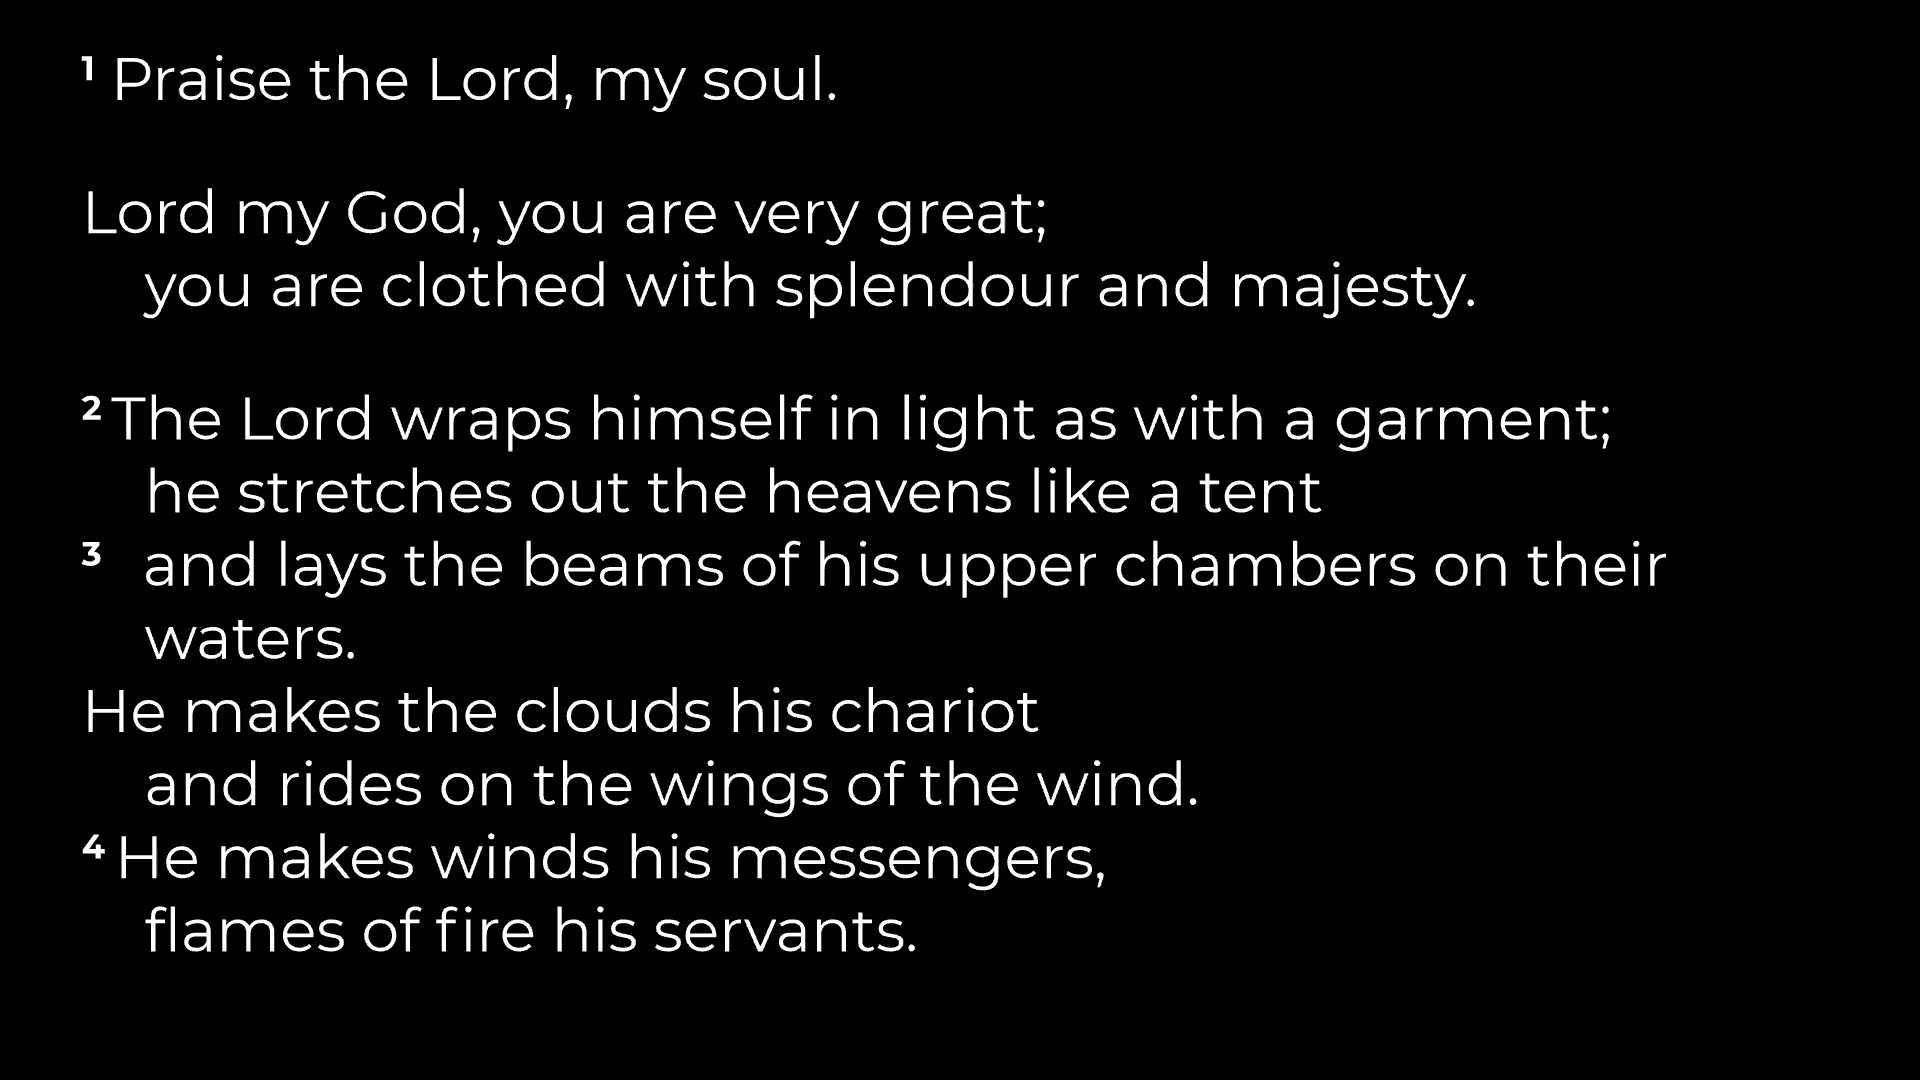 1 Praise the Lord, my soul.
Lord my God, you are very great;
you are clothed with splendour and majesty.
2 The Lord wraps himself in light as with a garment;
he stretches out the heavens like a tent
3 and lays the beams of his upper chambers on their
waters.
He makes the clouds his chariot
and rides on the wings of the wind.
4 He makes winds his messengers,
flames of fire his servants.